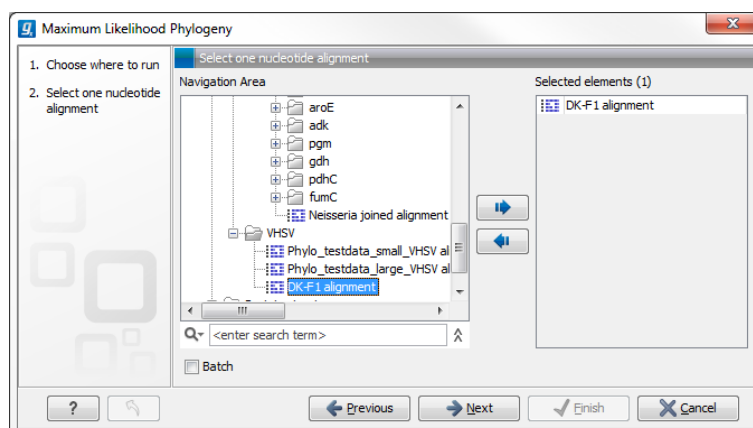 Maximum Likelihood Phylogeny
1. Choose where to run
2. Select one nucleotide
alignment
Select one nucleotide alignment
Navigation Area
aroE
adk
pgm
gdh
pdhC
fumC
Neisseria joined alignment
VHSV
Phylo_testdata_small_VHSV al
Phylo_testdata_large_VHSV al
DK-F1 alignment
<enter search term>
Batch
Selected elements (1)
DK-F1 alignment
?
Previous
Next
Finish
Cancel